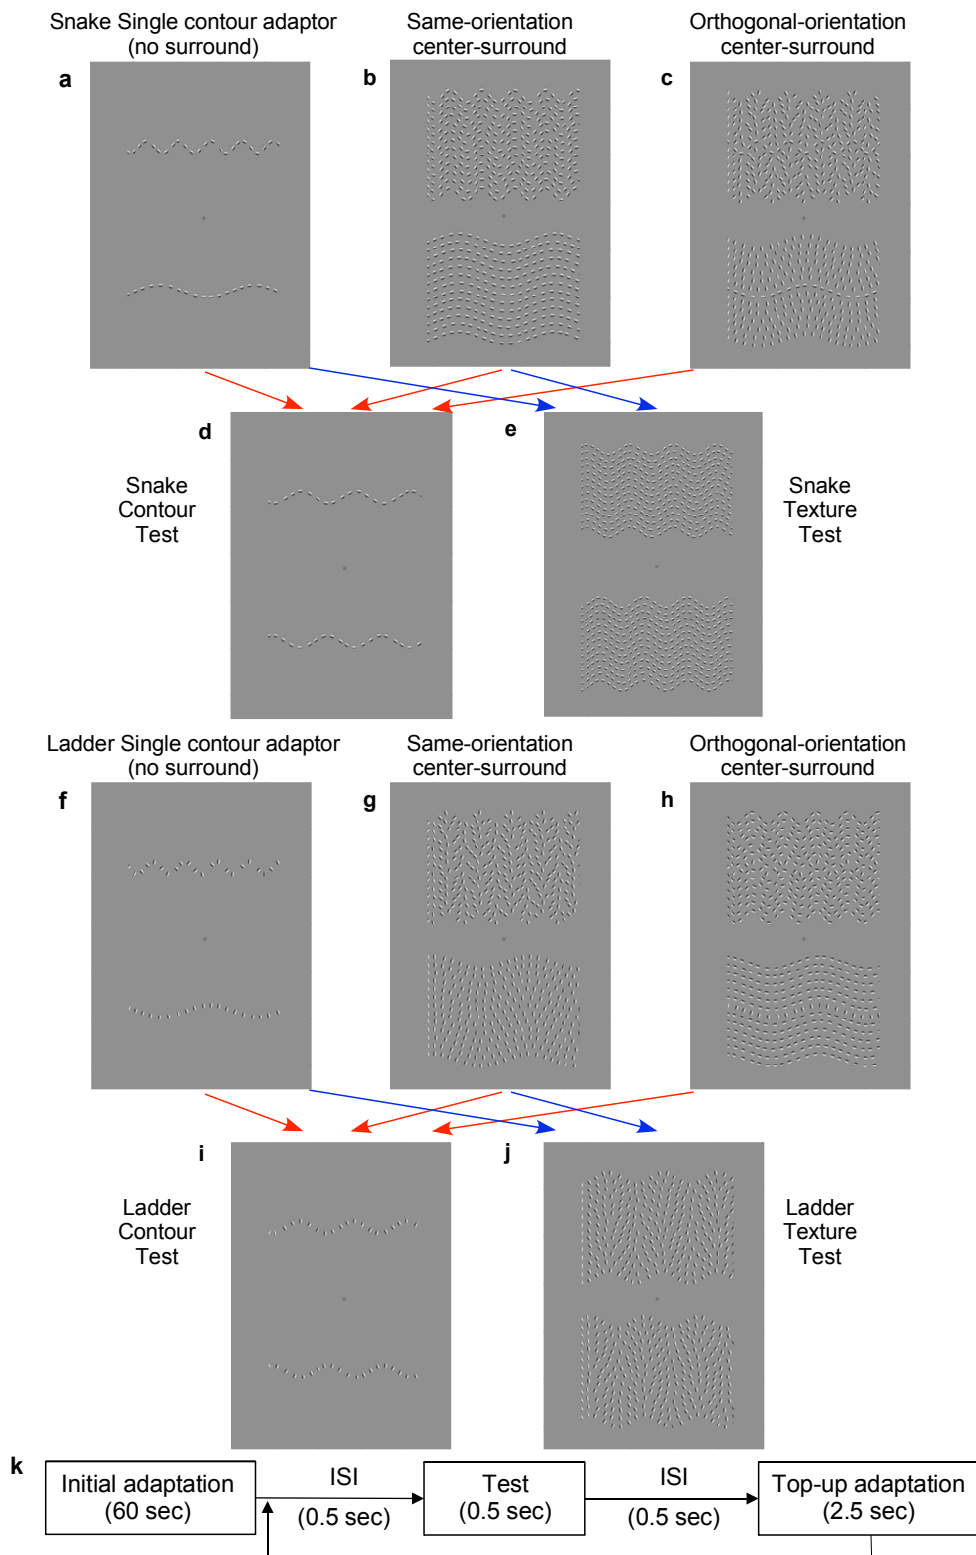 Snake Single contour adaptor
(no surround)
Same-orientation
center-surround
Orthogonal-orientation
center-surround
a
b
c
d
e
Snake
Contour
Test
Snake
Texture
Test
Ladder Single contour adaptor
(no surround)
Same-orientation
center-surround
Orthogonal-orientation
center-surround
f
g
h
i
j
Ladder
Contour
Test
Ladder
Texture
Test
k
Initial adaptation
(60 sec)
ISI
(0.5 sec)
Test
(0.5 sec)
ISI
(0.5 sec)
Top-up adaptation
(2.5 sec)